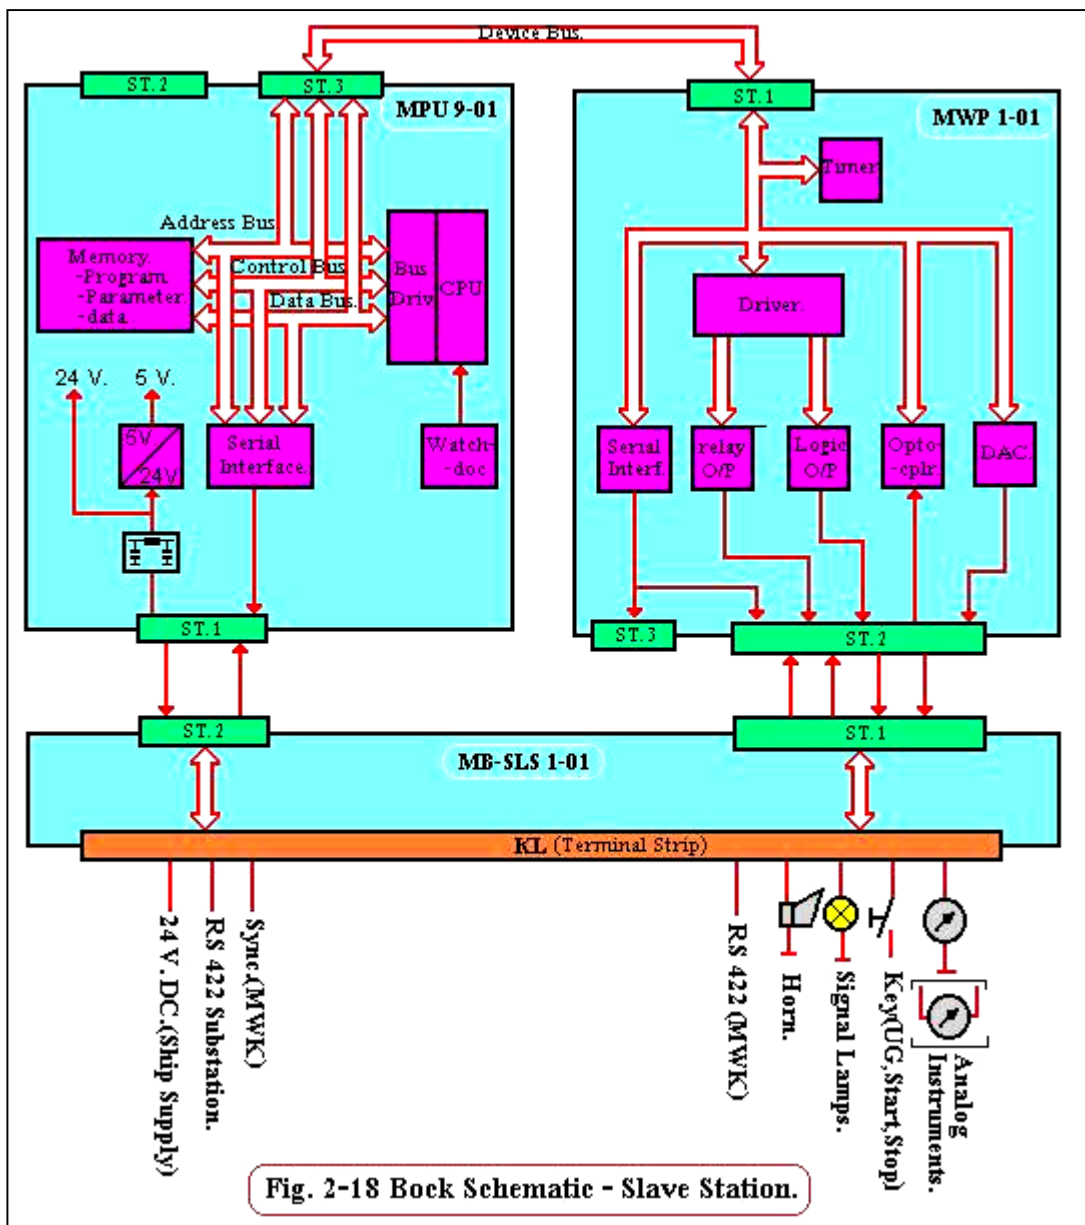 Device Bus.
ST.2
ST.3
MPU 9-01
Address Bus.
Memory.
-Program.
-Parameter.
-data.
Control Bus.
Data Bus.
Bus
Driv
CPU
24 V.
5 V.
5V
24V
Serial
Interface.
Watch-
-doc
ST.1
ST.1
MWP 1-01
Timer
Driver.
Serial
Interf.
relay
O/P
Logic
O/P
Opto-
-cplr.
DAC.
ST.3
ST.2
ST.2
ST.1
MB-SLS 1-01
KL (Terminal Strip)
24 V. DC.(Ship Supply)
RS 422 Substation.
Sync.(MWK)
RS 422 (MWK)
Horn.
Signal Lamps.
Key(UG,Start,Stop)
Analog
Instruments.
Fig. 2-18 Bock Schematic - Slave Station.